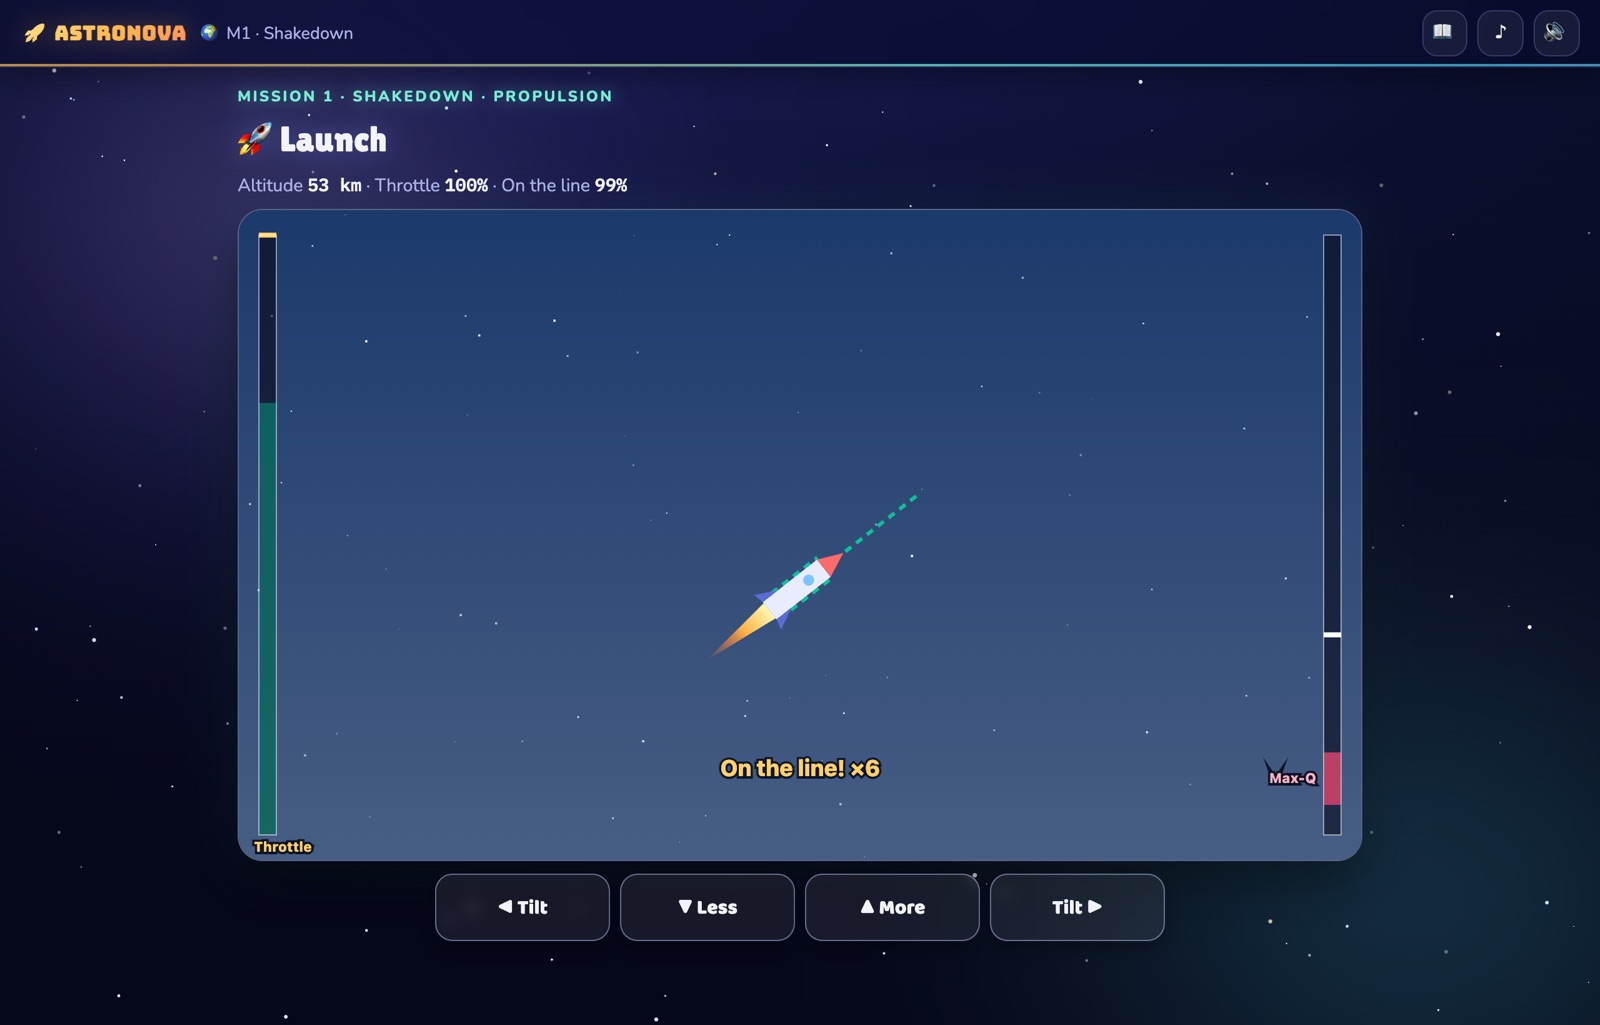 ASTRONOVA M1 · Shakedown
MISSION 1 · SHAKEDOWN · PROPULSION
Launch
Altitude 53 km · Throttle 100% · On the line 99%
On the line! ×6
Max-Q
Throttle
◀ Tilt
▼ Less
▲ More
Tilt ▶